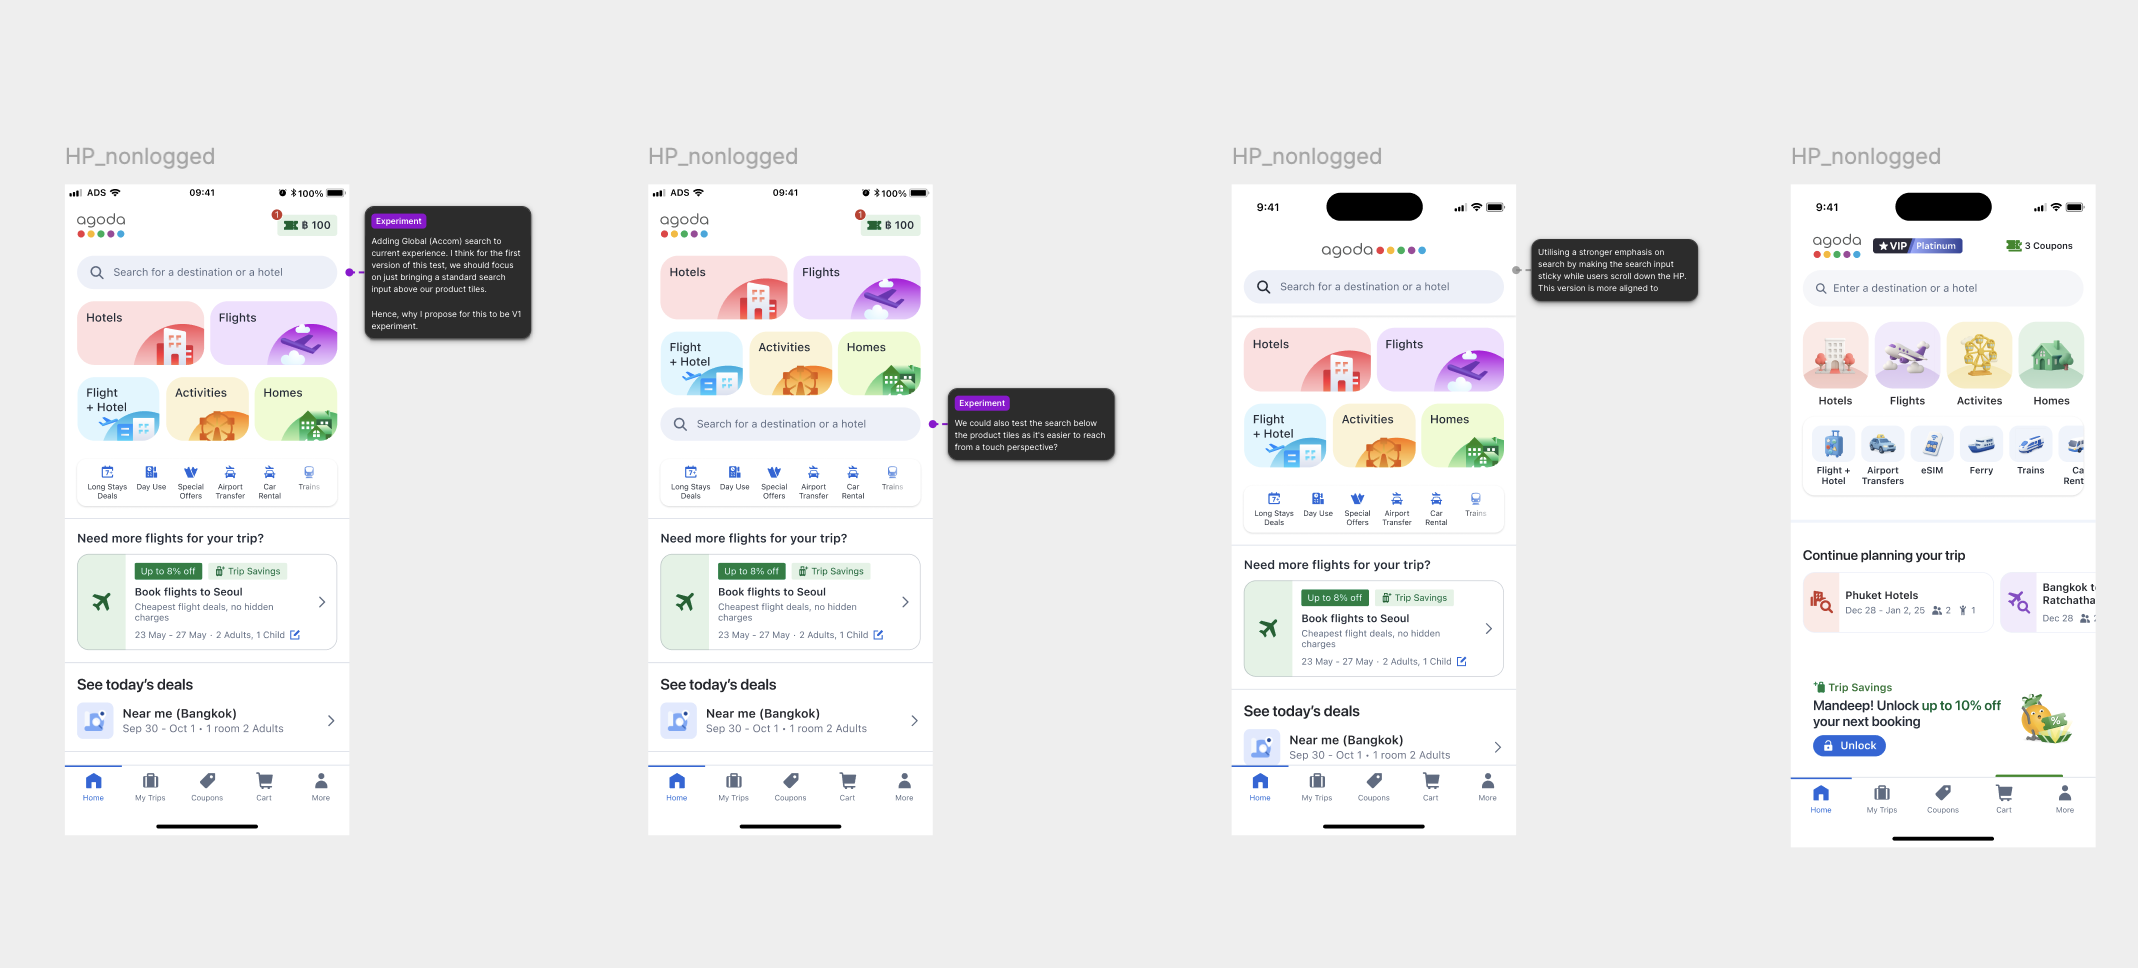 HP_nonlogged
ADS
09:41
100%
agoda
1
฿ 100
Search for a destination or a hotel
Hotels
Flights
Flight
+ Hotel
Activities
Homes
Long Stays
Deals
Day Use
Special
Offers
Airport
Transfer
Car
Rental
Trains
Need more flights for your trip?
Up to 8% off
Trip Savings
Book flights to Seoul
Cheapest flight deals, no hidden
charges
23 May - 27 May · 2 Adults, 1 Child
See today's deals
Near me (Bangkok)
Sep 30 - Oct 1 • 1 room 2 Adults
Home
My Trips
Coupons
Cart
More
Experiment
Adding Global (Accom) search to
current experience. I think for the first
version of this test, we should focus
on just bringing a standard search
input above our product tiles.
Hence, why I propose for this to be V1
experiment.
HP_nonlogged
ADS
09:41
100%
agoda
1
฿ 100
Hotels
Flights
Flight
+ Hotel
Activities
Homes
Search for a destination or a hotel
Long Stays
Deals
Day Use
Special
Offers
Airport
Transfer
Car
Rental
Trains
Need more flights for your trip?
Up to 8% off
Trip Savings
Book flights to Seoul
Cheapest flight deals, no hidden
charges
23 May - 27 May · 2 Adults, 1 Child
See today's deals
Near me (Bangkok)
Sep 30 - Oct 1 • 1 room 2 Adults
Home
My Trips
Coupons
Cart
More
Experiment
We could also test the search below
the product tiles as it's easier to reach
from a touch perspective?
HP_nonlogged
9:41
agoda
Search for a destination or a hotel
Hotels
Flights
Flight
+ Hotel
Activities
Homes
Long Stays
Deals
Day Use
Special
Offers
Airport
Transfer
Car
Rental
Trains
Need more flights for your trip?
Up to 8% off
Trip Savings
Book flights to Seoul
Cheapest flight deals, no hidden
charges
23 May - 27 May · 2 Adults, 1 Child
See today's deals
Near me (Bangkok)
Sep 30 - Oct 1 • 1 room 2 Adults
Home
My Trips
Coupons
Cart
More
Utilising a stronger emphasis on
search by making the search input
sticky while users scroll down the HP.
This version is more aligned to
HP_nonlogged
9:41
agoda
VIP Platinum
3 Coupons
Enter a destination or a hotel
Hotels
Flights
Activites
Homes
Flight +
Hotel
Airport
Transfers
eSIM
Ferry
Trains
Ca
Rent
Continue planning your trip
Phuket Hotels
Dec 28 - Jan 2, 25 2 1
Bangkok t
Ratchatha
Dec 28 2
Trip Savings
Mandeep! Unlock up to 10% off
your next booking
%
Unlock
Home
My Trips
Coupons
Cart
More